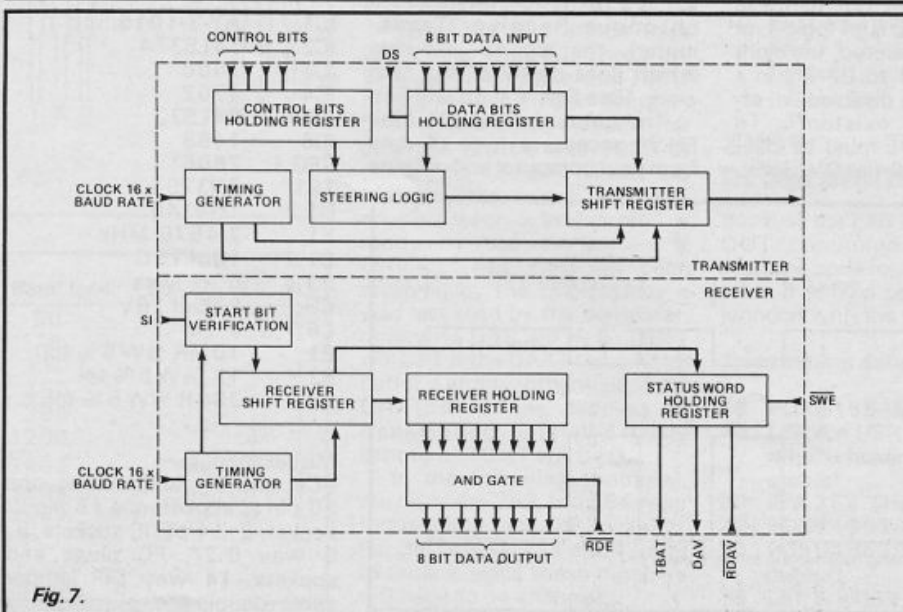 CONTROL BITS
DS
8 BIT DATA INPUT
CONTROL BITS
HOLDING REGISTER
DATA BITS
HOLDING REGISTER
CLOCK 16 x
BAUD RATE
TIMING
GENERATOR
STEERING LOGIC
TRANSMITTER
SHIFT REGISTER
TRANSMITTER
RECEIVER
SI
START BIT
VERIFICATION
RECEIVER
SHIFT REGISTER
RECEIVER HOLDING
REGISTER
STATUS WORD
HOLDING
REGISTER
SWE
CLOCK 16 x
BAUD RATE
TIMING
GENERATOR
AND GATE
8 BIT DATA OUTPUT
RDE
TBAT
DAV
RDAV
Fig. 7.